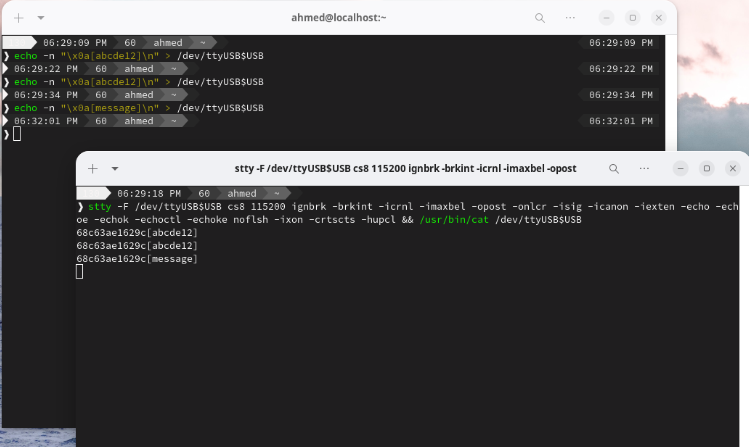 ahmed@localhost:~
06:29:09 PM 60 ahmed ~ 06:29:09 PM
❯ echo -n "\x0a[abcde12]\n" > /dev/ttyUSB$USB
06:29:22 PM 60 ahmed ~ 06:29:22 PM
❯ echo -n "\x0a[abcde12]\n" > /dev/ttyUSB$USB
06:29:34 PM 60 ahmed ~ 06:29:34 PM
❯ echo -n "\x0a[message]\n" > /dev/ttyUSB$USB
06:32:01 PM 60 ahmed ~ 06:32:01 PM
❯
stty -F /dev/ttyUSB$USB cs8 115200 ignbrk -brkint -icrnl -imaxbel -opost
06:29:18 PM 60 ahmed ~
❯ stty -F /dev/ttyUSB$USB cs8 115200 ignbrk -brkint -icrnl -imaxbel -opost -onlcr -isig -icanon -iexten -echo -ech
oe -echok -echoctl -echoke noflsh -ixon -crtscts -hupcl && /usr/bin/cat /dev/ttyUSB$USB
68c63ae1629c[abcde12]
68c63ae1629c[abcde12]
68c63ae1629c[message]